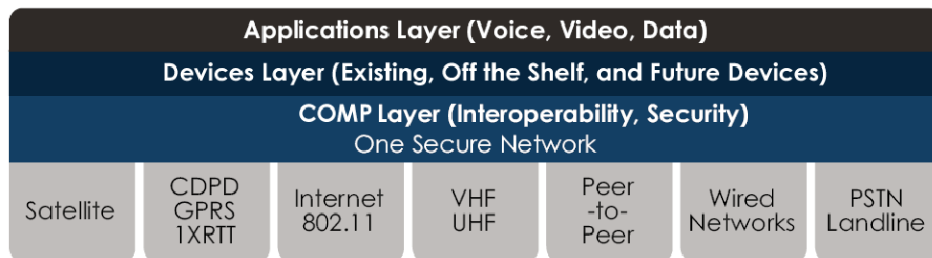 Applications Layer (Voice, Video, Data)
Devices Layer (Existing, Off the Shelf, and Future Devices)
COMP Layer (Interoperability, Security)
One Secure Network
Satellite
CDPD
GPRS
1XRTT
Internet
802.11
VHF
UHF
Peer
-to-
Peer
Wired
Networks
PSTN
Landline